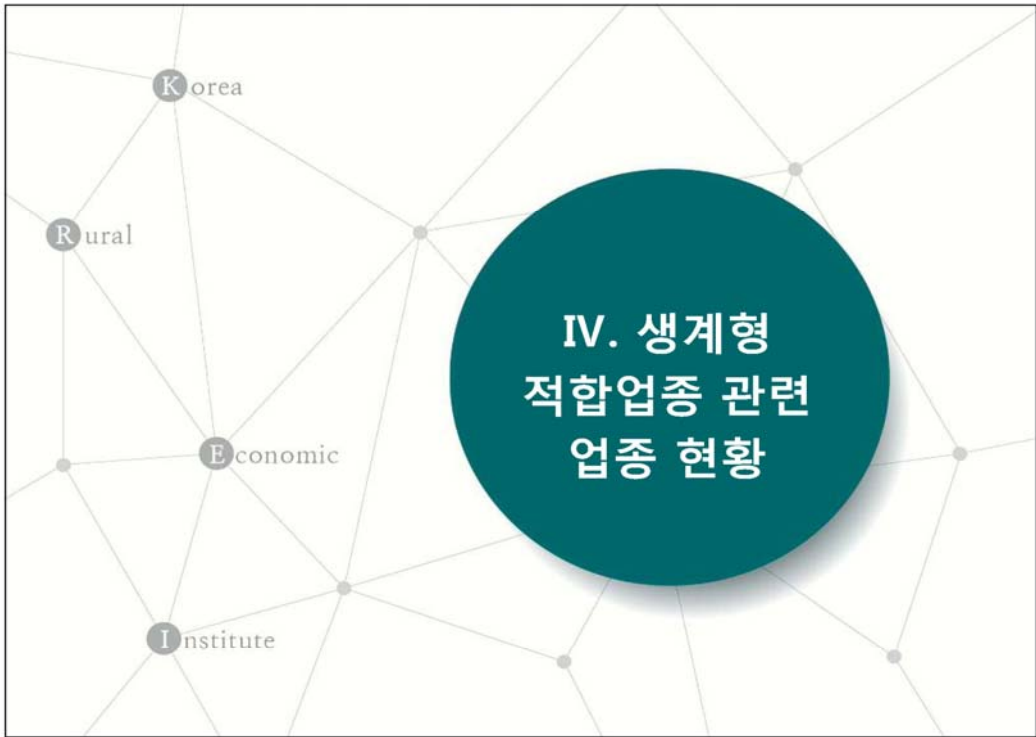 Korea
Rural
Economic
Institute
IV. 생계형
적합업종 관련
업종 현황